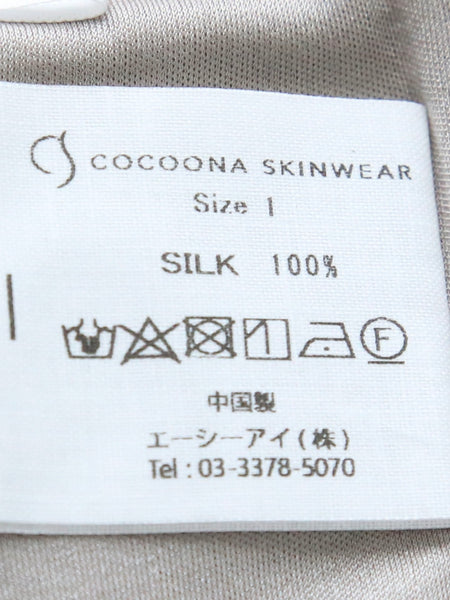 COCOONA SKINWEAR
Size I
SILK 100%
F
中国製
エーシーアイ(株)
Tel : 03-3378-5070